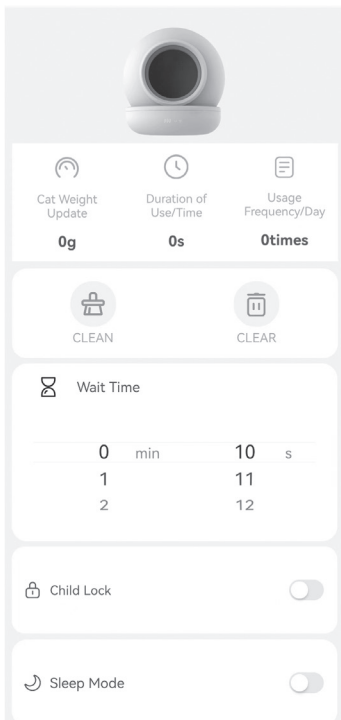 Cat Weight
Update
Duration of
Use/Time
Usage
Frequency/Day
0g
0s
0times
CLEAN
CLEAR
Wait Time
0 min 10 s
1 11
2 12
Child Lock
Sleep Mode